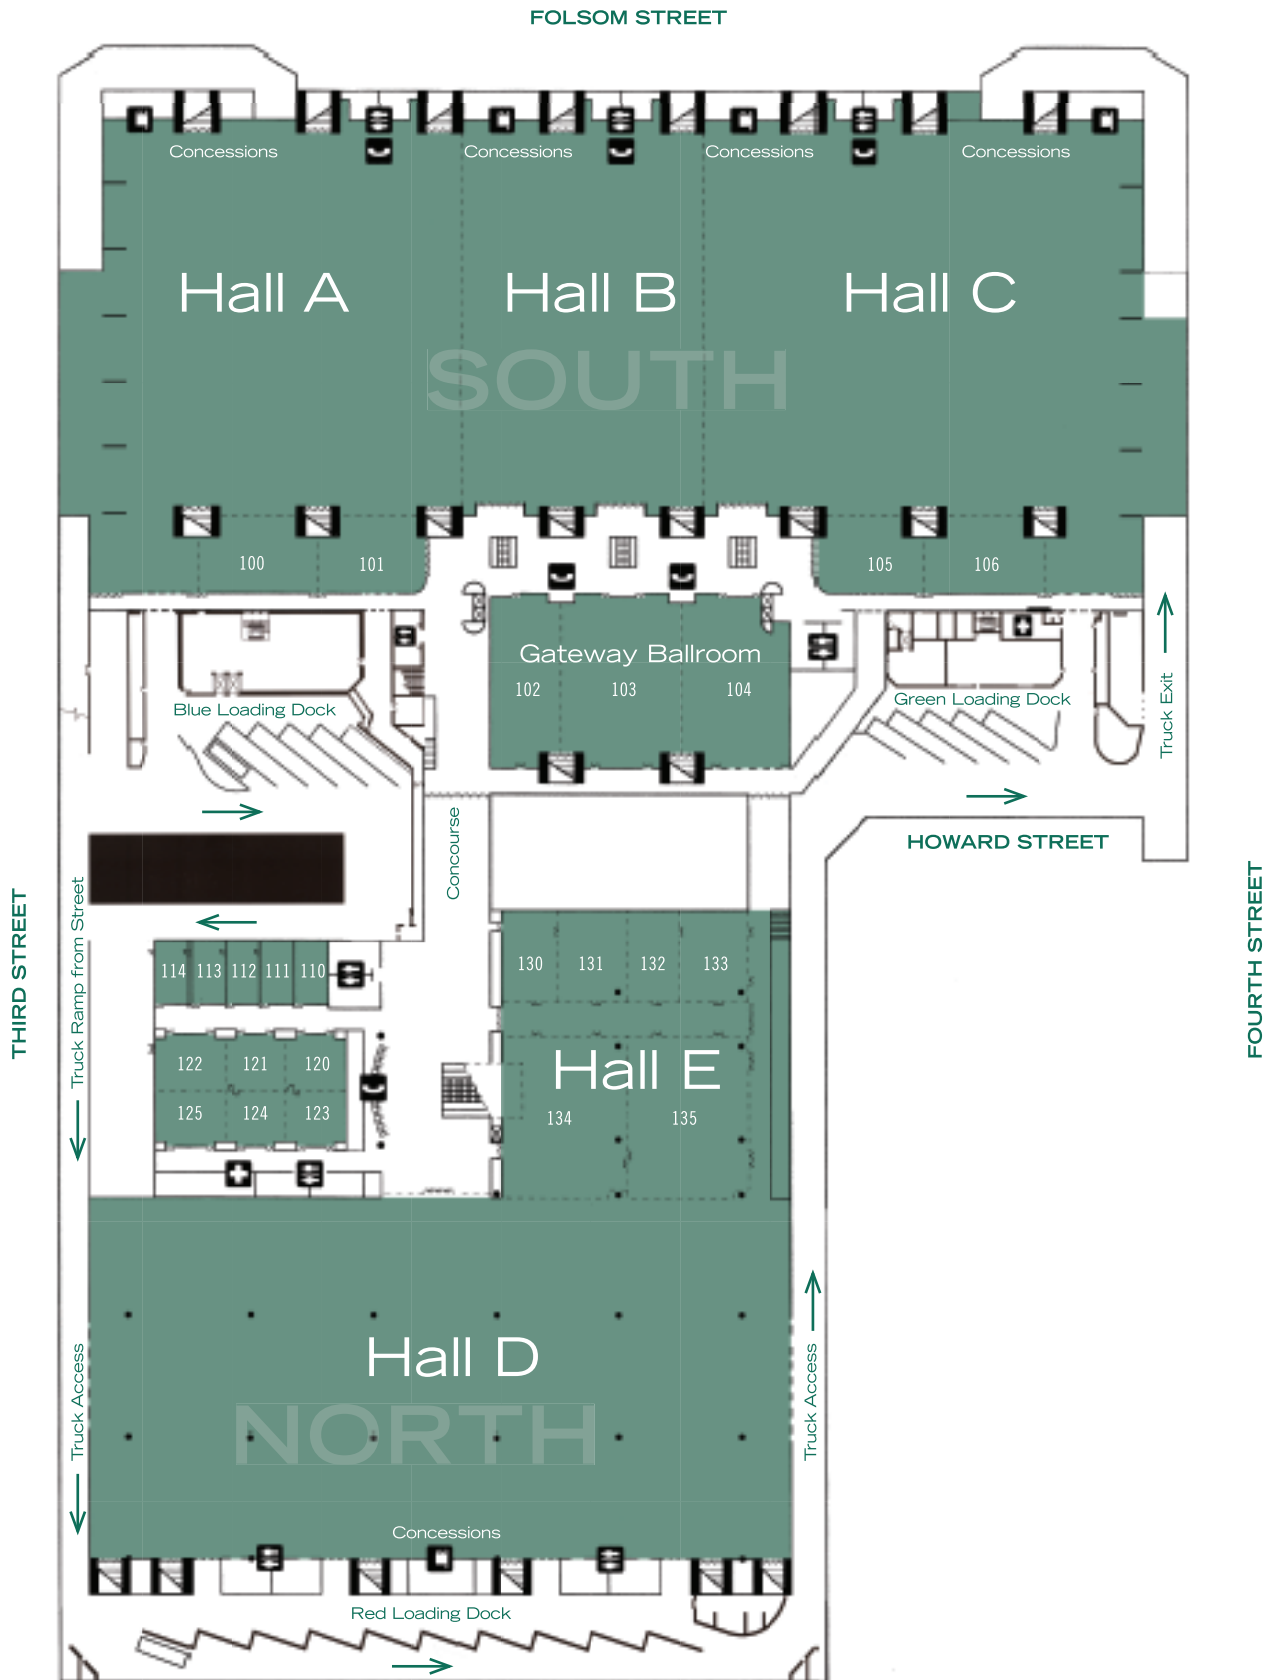 FOLSOM STREET
Concessions
Concessions
Concessions
Concessions
Hall A
Hall B
Hall C
SOUTH
100
101
105
106
Gateway Ballroom
102
103
104
Blue Loading Dock
Green Loading Dock
Truck Exit
Concourse
HOWARD STREET
THIRD STREET
Truck Ramp from Street
FOURTH STREET
114
113
112
111
110
130
131
132
133
122
121
120
125
124
123
Hall E
134
135
Hall D
NORTH
Truck Access
Truck Access
Concessions
Red Loading Dock